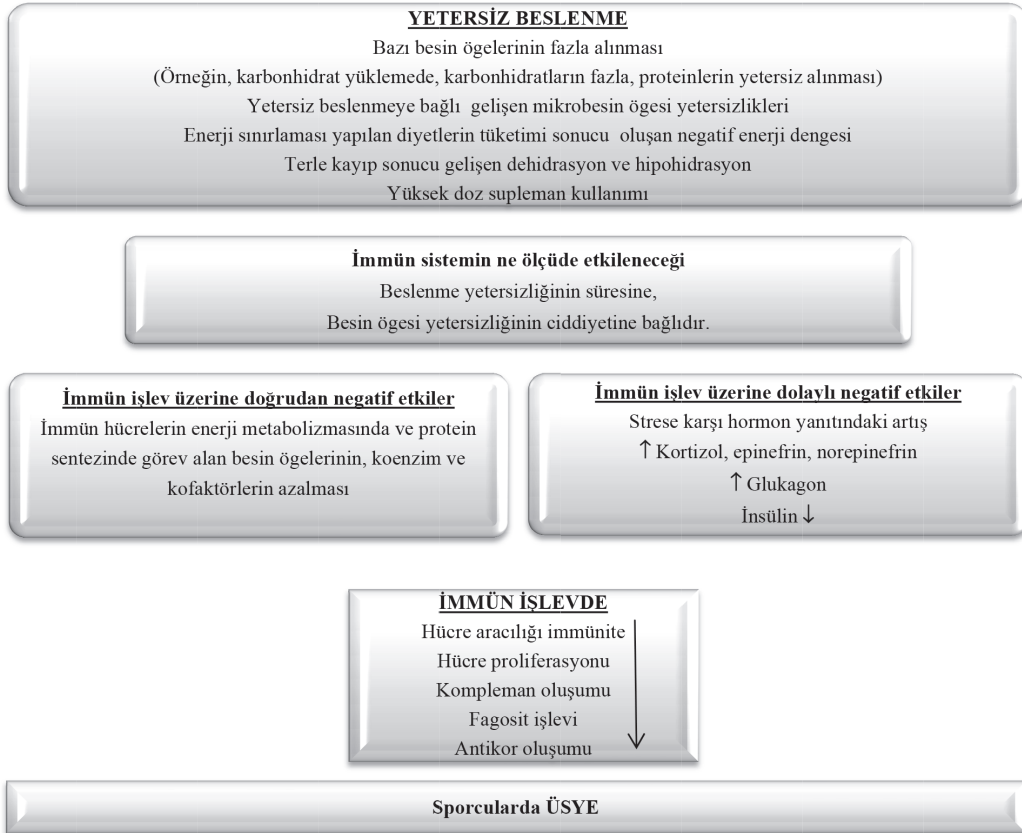 YETERSİZ BESLENME
Bazı besin ögelerinin fazla alınması
(Örneğin, karbonhidrat yüklemede, karbonhidratların fazla, proteinlerin yetersiz alınması)
Yetersiz beslenmeye bağlı gelişen mikrobesin ögesi yetersizlikleri
Enerji sınırlaması yapılan diyetlerin tüketimi sonucu oluşan negatif enerji dengesi
Terle kayıp sonucu gelişen dehidrasyon ve hipohidrasyon
Yüksek doz supleman kullanımı
İmmün sistemin ne ölçüde etkileneceği
Beslenme yetersizliğinin süresine,
Besin ögesi yetersizliğinin ciddiyetine bağlıdır.
İmmün işlev üzerine doğrudan negatif etkiler
İmmün hücrelerin enerji metabolizmasında ve protein
sentezinde görev alan besin ögelerinin, koenzim ve
kofaktörlerin azalması
İmmün işlev üzerine dolaylı negatif etkiler
Strese karşı hormon yanıtındaki artış
↑ Kortizol, epinefrin, norepinefrin
↑ Glukagon
İnsülin ↓
İMMÜN İŞLEVDE
Hücre aracılığı immünite
Hücre proliferasyonu
Kompleman oluşumu
Fagosit işlevi
Antikor oluşumu
Sporcularda ÜSYE